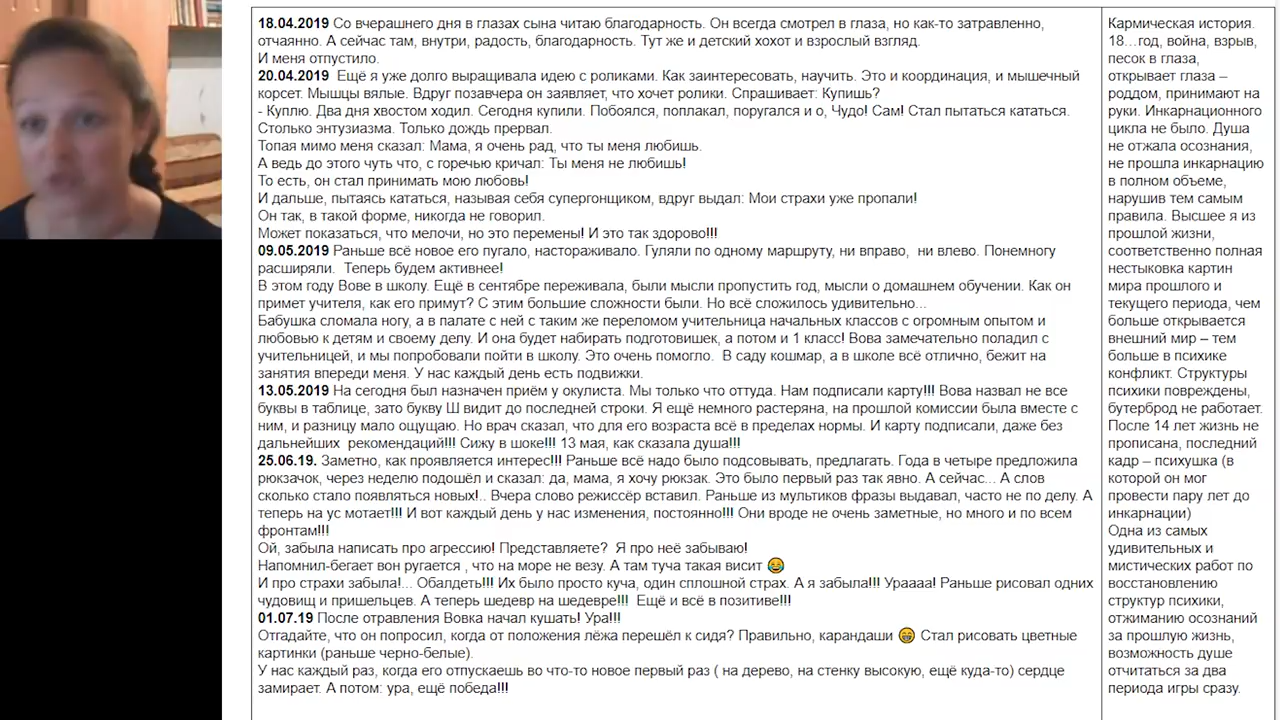 18.04.2019 Со вчерашнего дня в глазах сына читаю благодарность. Он всегда смотрел в глаза, но как-то затравленно,
отчаянно. А сейчас там, внутри, радость, благодарность. Тут же и детский хохот и взрослый взгляд.
И меня отпустило.
20.04.2019 Ещё я уже долго выращивала идею с роликами. Как заинтересовать, научить. Это и координация, и мышечный
корсет. Мышцы вялые. Вдруг позавчера он заявляет, что хочет ролики. Спрашивает: Купишь?
- Куплю. Два дня хвостом ходил. Сегодня купили. Побоялся, поплакал, поругался и о, Чудо! Сам! Стал пытаться кататься.
Столько энтузиазма. Только дождь прервал.
Топая мимо меня сказал: Мама, я очень рад, что ты меня любишь.
А ведь до этого чуть что, с горечью кричал: Ты меня не любишь!
То есть, он стал принимать мою любовь!
И дальше, пытаясь кататься, называя себя супергонщиком, вдруг выдал: Мои страхи уже пропали!
Он так, в такой форме, никогда не говорил.
Может показаться, что мелочи, но это перемены! И это так здорово!!!
09.05.2019 Раньше всё новое его пугало, настораживало. Гуляли по одному маршруту, ни вправо, ни влево. Понемногу
расширяли. Теперь будем активнее!
В этом году Вове в школу. Ещё в сентябре переживала, были мысли пропустить год, мысли о домашнем обучении. Как он
примет учителя, как его примут? С этим большие сложности были. Но всё сложилось удивительно...
Бабушка сломала ногу, а в палате с ней с таким же переломом учительница начальных классов с огромным опытом и
любовью к детям и своему делу. И она будет набирать подготовишек, а потом и 1 класс! Вова замечательно поладил с
учительницей, и мы попробовали пойти в школу. Это очень помогло. В саду кошмар, а в школе всё отлично, бежит на
занятия впереди меня. У нас каждый день есть подвижки.
13.05.2019 На сегодня был назначен приём у окулиста. Мы только что оттуда. Нам подписали карту!!! Вова назвал не все
буквы в таблице, зато букву Ш видит до последней строки. Я ещё немного растеряна, на прошлой комиссии была вместе с
ним, и разницу мало ощущаю. Но врач сказал, что для его возраста всё в пределах нормы. И карту подписали, даже без
дальнейших рекомендаций!!! Сижу в шоке!!! 13 мая, как сказала душа!!!
25.06.19. Заметно, как проявляется интерес!!! Раньше всё надо было подсовывать, предлагать. Года в четыре предложила
рюкзачок, через неделю подошёл и сказал: да, мама, я хочу рюкзак. Это было первый раз так явно. А сейчас... А слов
сколько стало появляться новых!.. Вчера слово режиссёр вставил. Раньше из мультиков фразы выдавал, часто не по делу. А
теперь на ус мотает!!! И вот каждый день у нас изменения, постоянно!!! Они вроде не очень заметные, но много и по всем
фронтам!!!
Ой, забыла написать про агрессию! Представляете? Я про неё забываю!
Напомнил-бегает вон ругается , что на море не везу. А там туча такая висит 😂
И про страхи забыла!... Обалдеть!!! Их было просто куча, один сплошной страх. А я забыла!!! Ураааа! Раньше рисовал одних
чудовищ и пришельцев. А теперь шедевр на шедевре!!! Ещё и всё в позитиве!!!
01.07.19 После отравления Вовка начал кушать! Ура!!!
Отгадайте, что он попросил, когда от положения лёжа перешёл к сидя? Правильно, карандаши 😁 Стал рисовать цветные
картинки (раньше черно-белые).
У нас каждый раз, когда его отпускаешь во что-то новое первый раз ( на дерево, на стенку высокую, ещё куда-то) сердце
замирает. А потом: ура, ещё победа!!!
Кармическая история.
18…год, война, взрыв,
песок в глаза,
открывает глаза –
роддом, принимают на
руки. Инкарнационного
цикла не было. Душа
не отжала осознания,
не прошла инкарнацию
в полном объеме,
нарушив тем самым
правила. Высшее я из
прошлой жизни,
соответственно полная
нестыковка картин
мира прошлого и
текущего периода, чем
больше открывается
внешний мир – тем
больше в психике
конфликт. Структуры
психики повреждены,
бутерброд не работает.
После 14 лет жизнь не
прописана, последний
кадр – психушка (в
которой он мог
провести пару лет до
инкарнации)
Одна из самых
удивительных и
мистических работ по
восстановлению
структур психики,
отжиманию осознаний
за прошлую жизнь,
возможность душе
отчитаться за два
периода игры сразу.